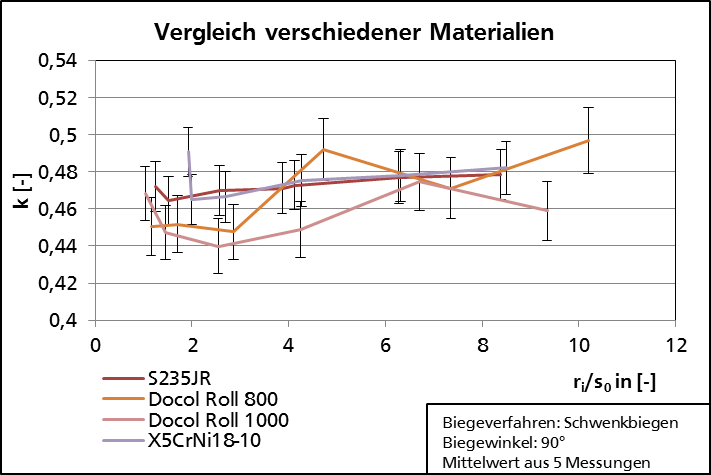 Vergleich verschiedener Materialien
0,54
0,52
0,5
0,48
0,46
0,44
0,42
0,4
k [-]
0 2 4 6 8 10 12
rᵢ/s₀ in [-]
S235JR
Docol Roll 800
Docol Roll 1000
X5CrNi18-10
Biegeverfahren: Schwenkbiegen
Biegewinkel: 90°
Mittelwert aus 5 Messungen